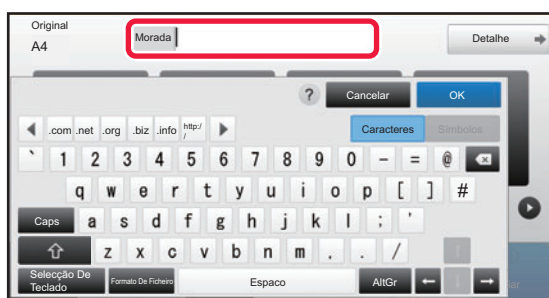 Original
A4
Morada
Detalhe
? Cancelar OK
.com .net .org .biz .info http:/
/
Caracteres Símbolos
` 1 2 3 4 5 6 7 8 9 0 - = @
q w e r t y u i o p [ ] #
Caps a s d f g h j k l ; '
z x c v b n m , . /
Selecção De
Teclado
Formato De Ficheiro Espaço AltGr